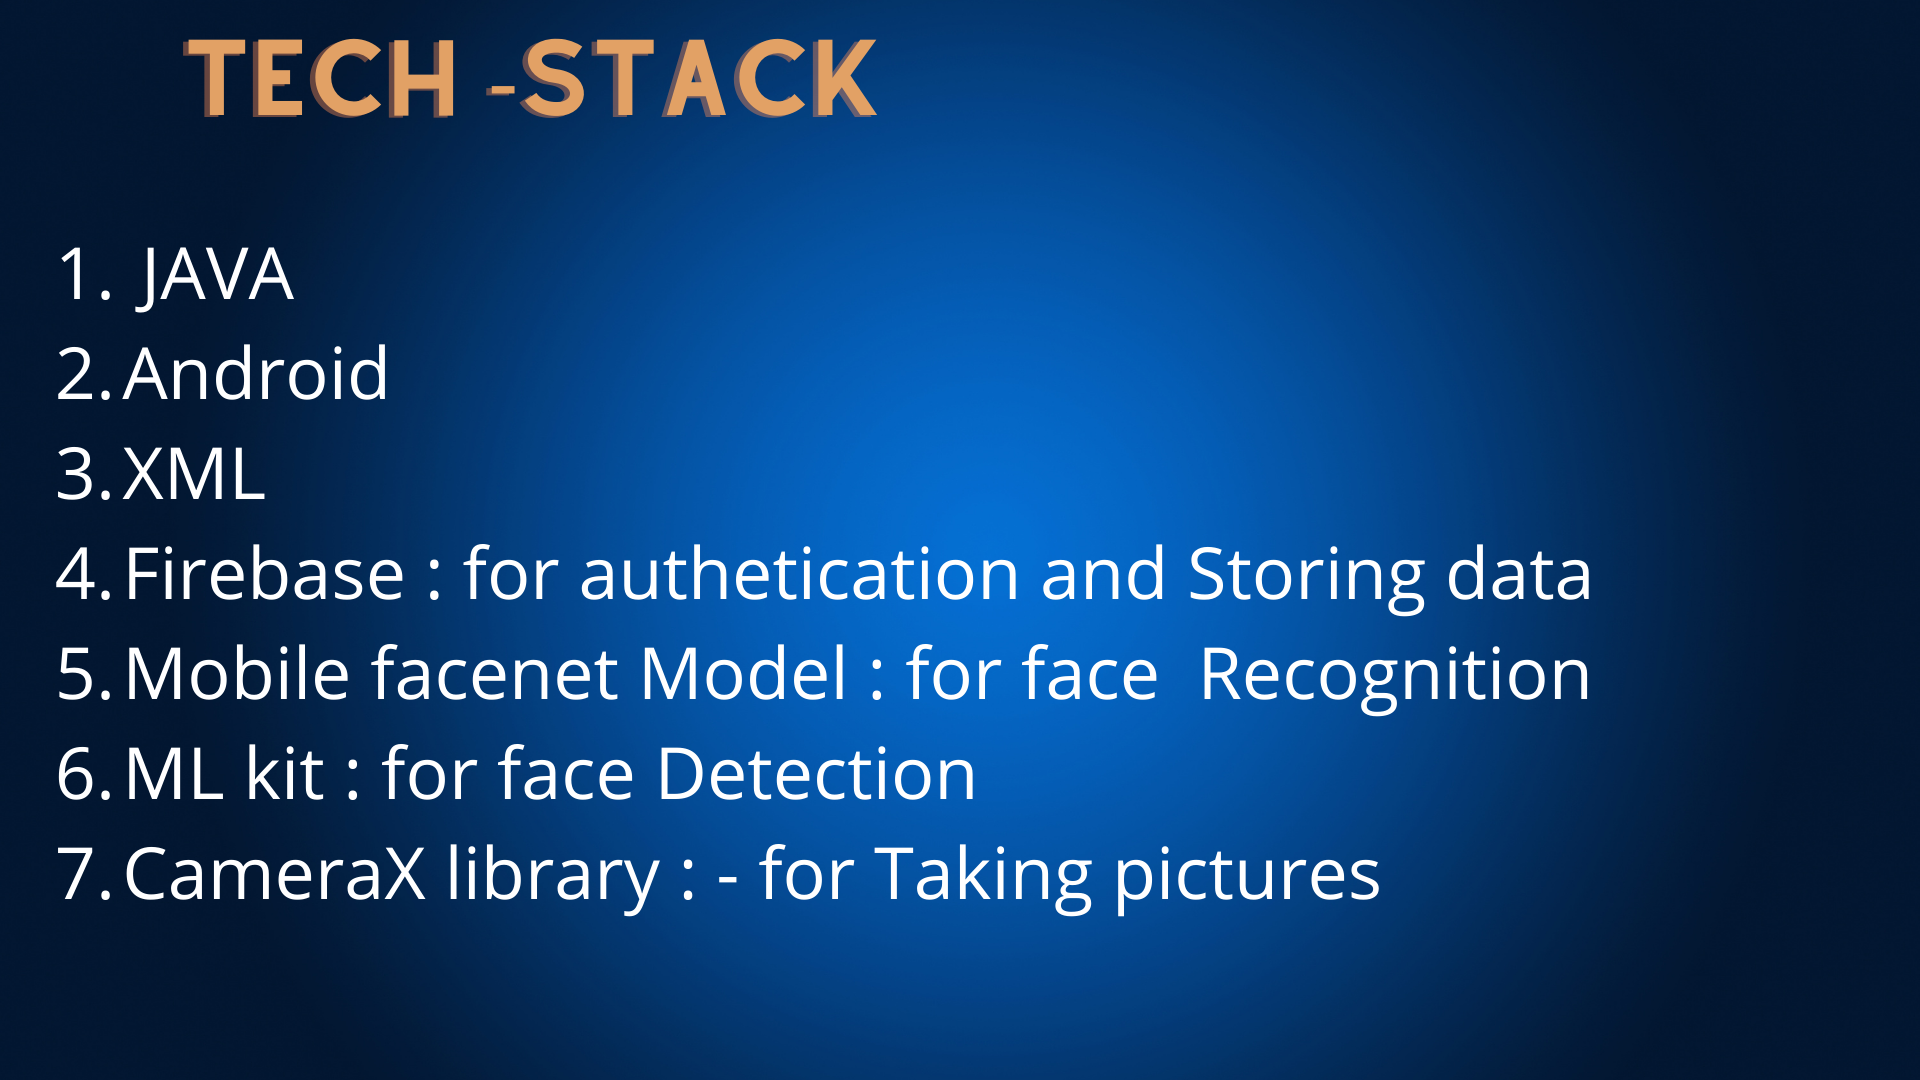 TECH -STACK
1. JAVA
2. Android
3. XML
4. Firebase : for authetication and Storing data
5. Mobile facenet Model : for face  Recognition
6. ML kit : for face Detection
7. CameraX library : - for Taking pictures